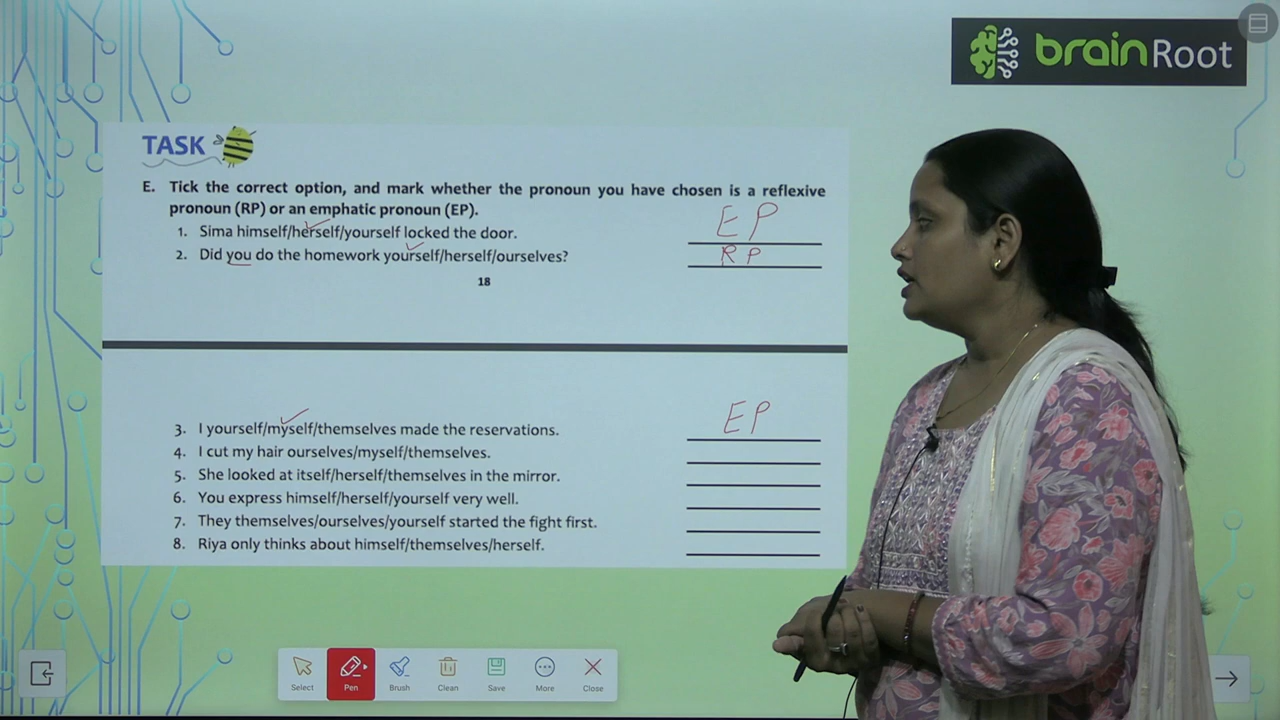 brainRoot
TASK
E. Tick the correct option, and mark whether the pronoun you have chosen is a reflexive
pronoun (RP) or an emphatic pronoun (EP).
EP
1. Sima himself/herself/yourself locked the door.
RP
2. Did you do the homework yourself/herself/ourselves?
18
EP
3. I yourself/myself/themselves made the reservations.
4. I cut my hair ourselves/myself/themselves.
5. She looked at itself/herself/themselves in the mirror.
6. You express himself/herself/yourself very well.
7. They themselves/ourselves/yourself started the fight first.
8. Riya only thinks about himself/themselves/herself.
Select Pen Brush Clean Save More Close